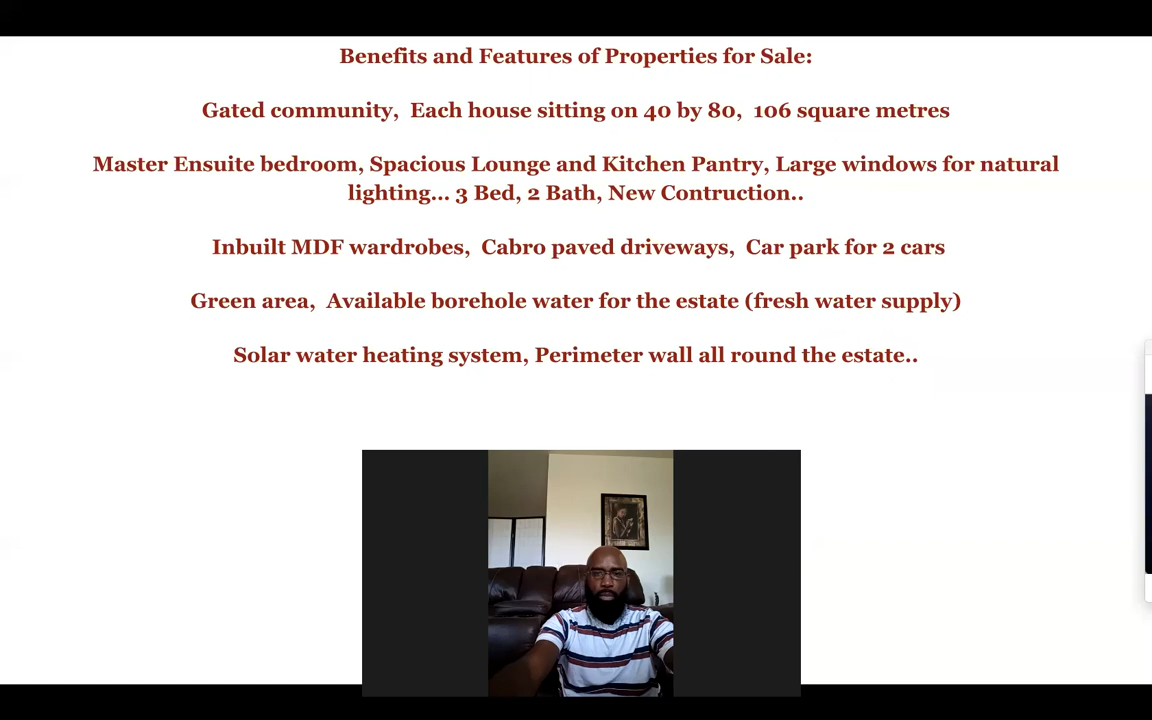 Benefits and Features of Properties for Sale:
Gated community,  Each house sitting on 40 by 80,  106 square metres
Master Ensuite bedroom, Spacious Lounge and Kitchen Pantry, Large windows for natural
lighting... 3 Bed, 2 Bath, New Contruction..
Inbuilt MDF wardrobes,  Cabro paved driveways,  Car park for 2 cars
Green area,  Available borehole water for the estate (fresh water supply)
Solar water heating system, Perimeter wall all round the estate..